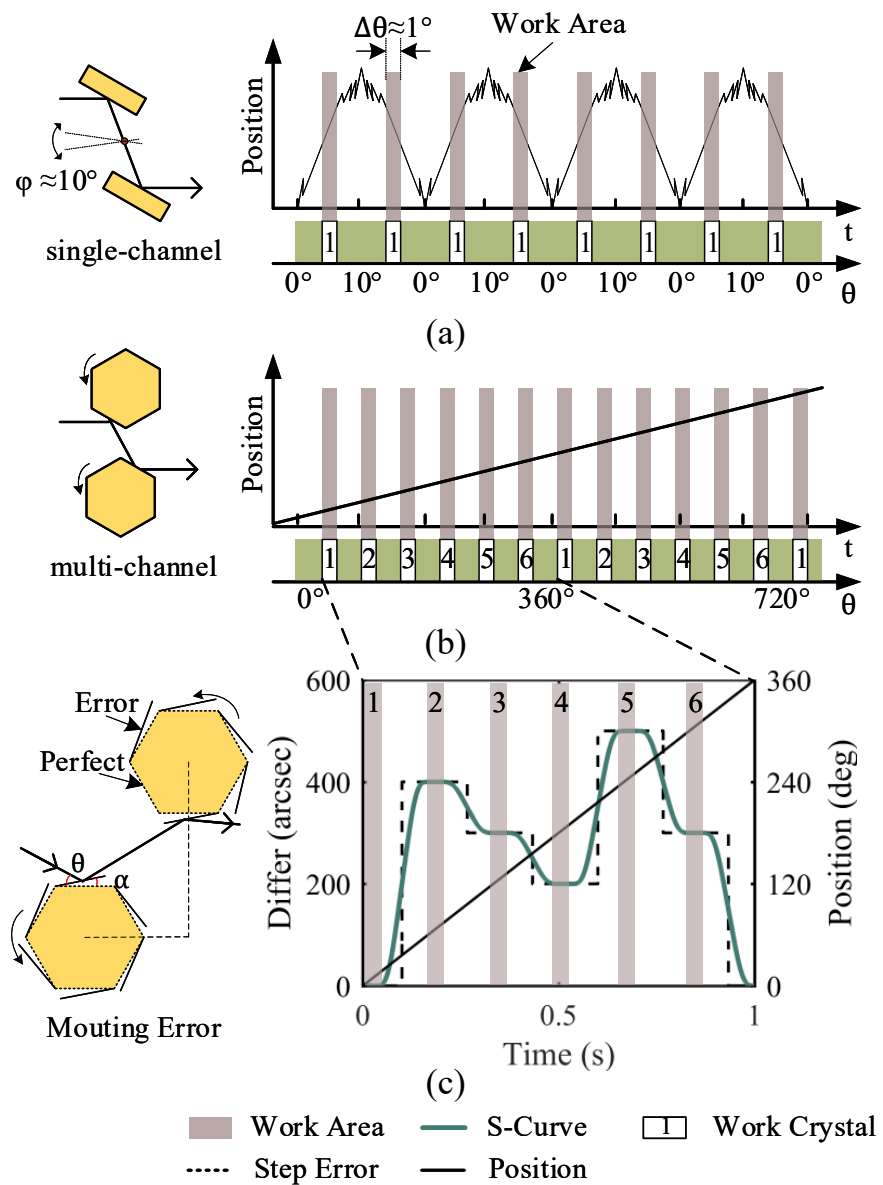 Δθ≈1°
Work Area
φ ≈10°
single-channel
Position
1 1 1 1 1 1 1 1
t
0° 10° 0° 10° 0° 10° 0° 10° 0°
θ
(a)
multi-channel
Position
1 2 3 4 5 6 1 2 3 4 5 6 1
t
0° 360° 720°
θ
(b)
Error
Perfect
θ
α
Mouting Error
Differ (arcsec)
600
400
200
0
1 2 3 4 5 6
360
240
120
0
Position (deg)
0 0.5 1
Time (s)
(c)
Work Area S-Curve 1 Work Crystal
Step Error Position